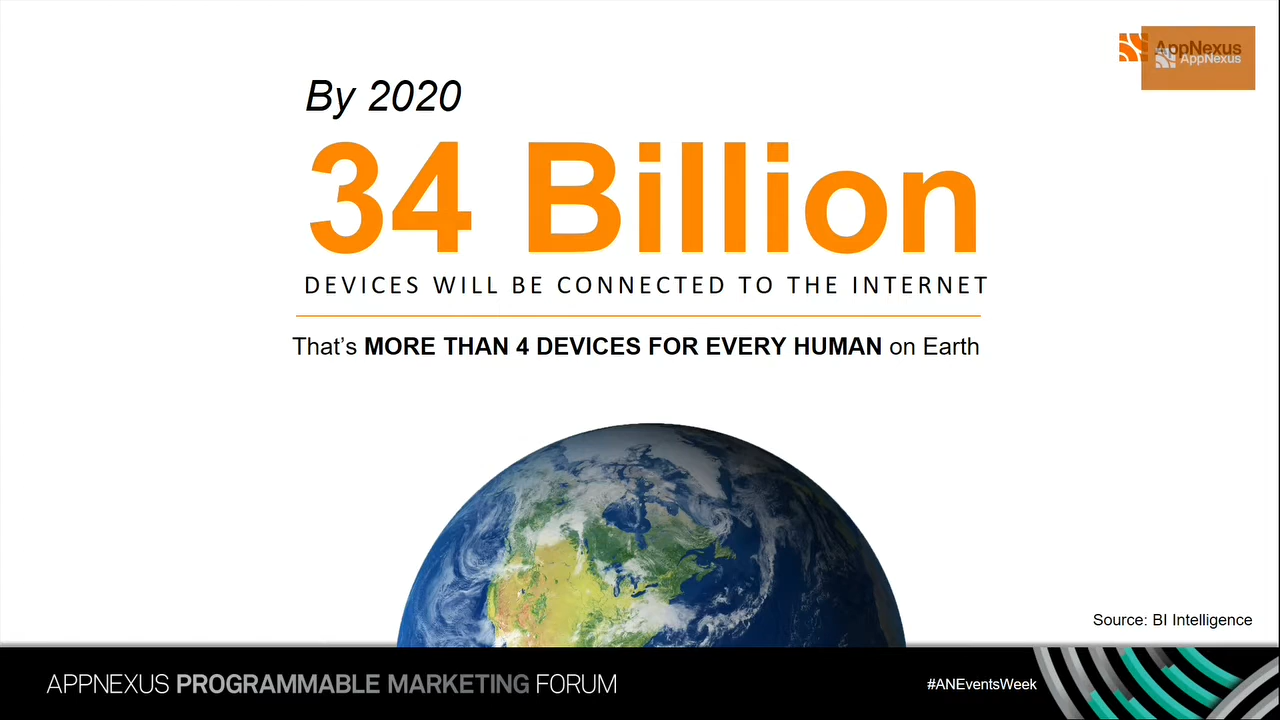 AppNexus
AppNexus
By 2020
34 Billion
DEVICES WILL BE CONNECTED TO THE INTERNET
That’s MORE THAN 4 DEVICES FOR EVERY HUMAN on Earth
Source: BI Intelligence
APPNEXUS PROGRAMMABLE MARKETING FORUM
#ANEventsWeek